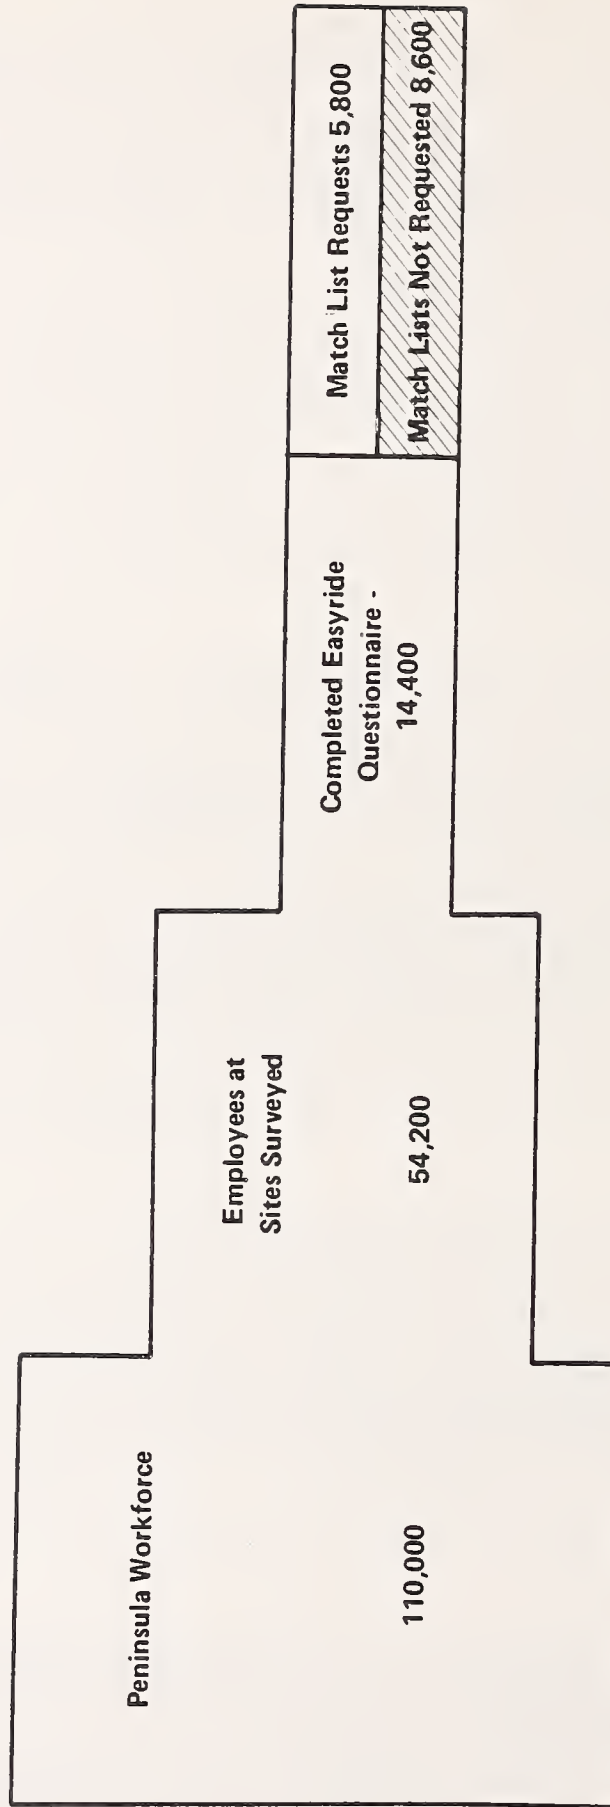 Peninsula Workforce
110,000
Employees at
Sites Surveyed
54,200
Completed Easyride
Questionnaire -
14,400
Match List Requests 5,800
Match Lists Not Requested 8,600